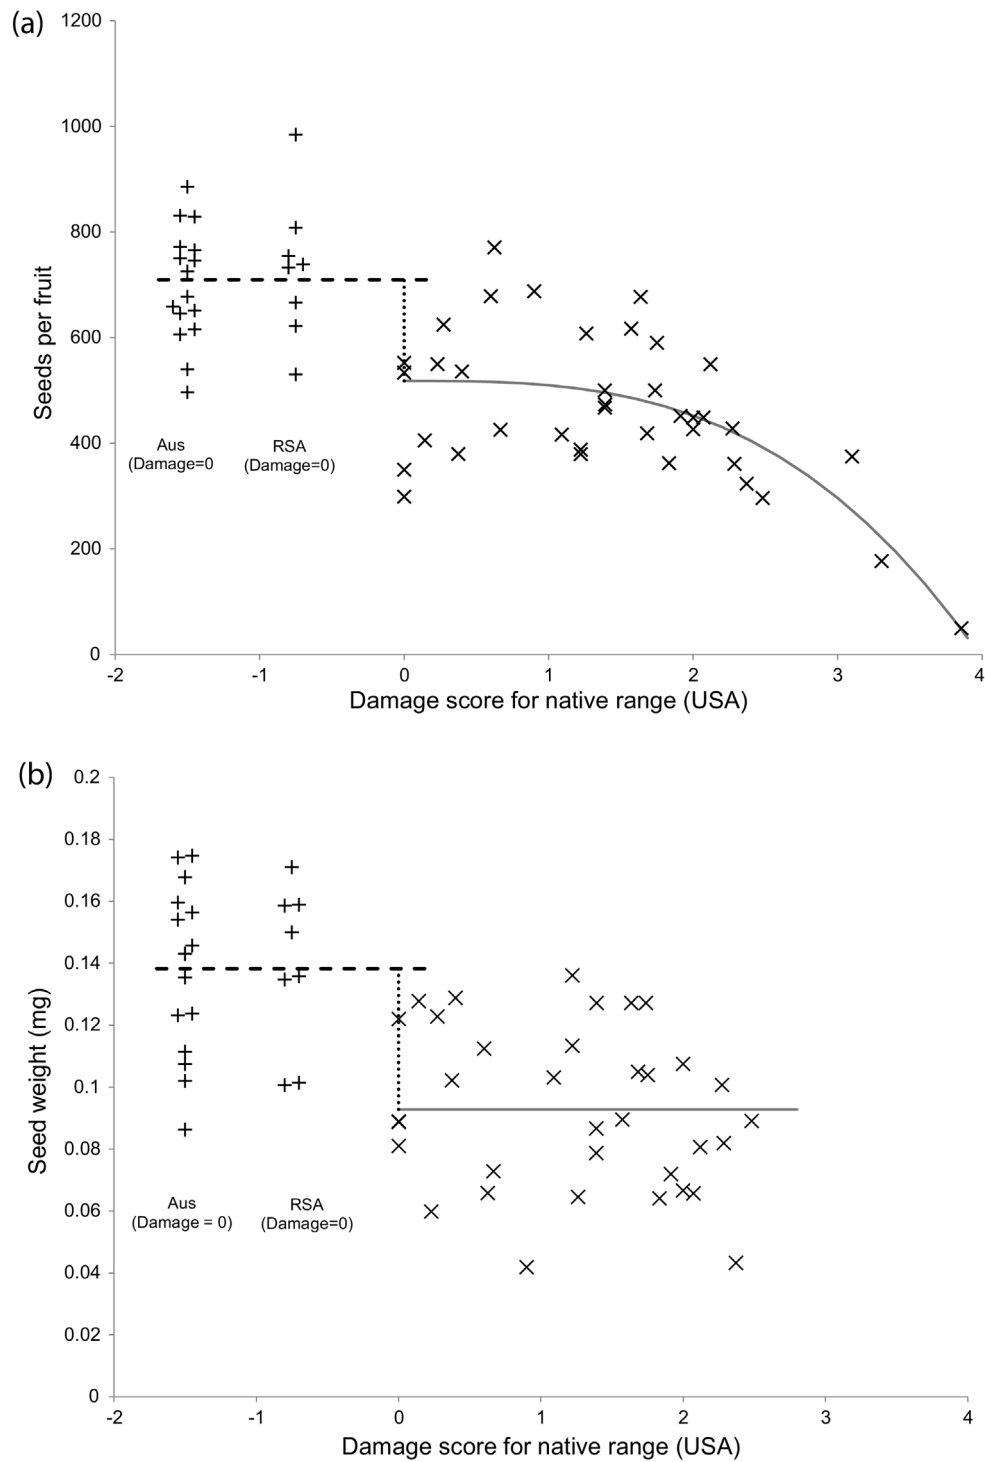 (a)
1200
1000
800
600
400
200
0
Seeds per fruit
Aus
(Damage=0
RSA
(Damage=0)
-2 -1 0 1 2 3 4
Damage score for native range (USA)
(b)
0.2
0.18
0.16
0.14
0.12
0.1
0.08
0.06
0.04
0.02
0
Seed weight (mg)
Aus
(Damage = 0)
RSA
(Damage=0)
-2 -1 0 1 2 3 4
Damage score for native range (USA)